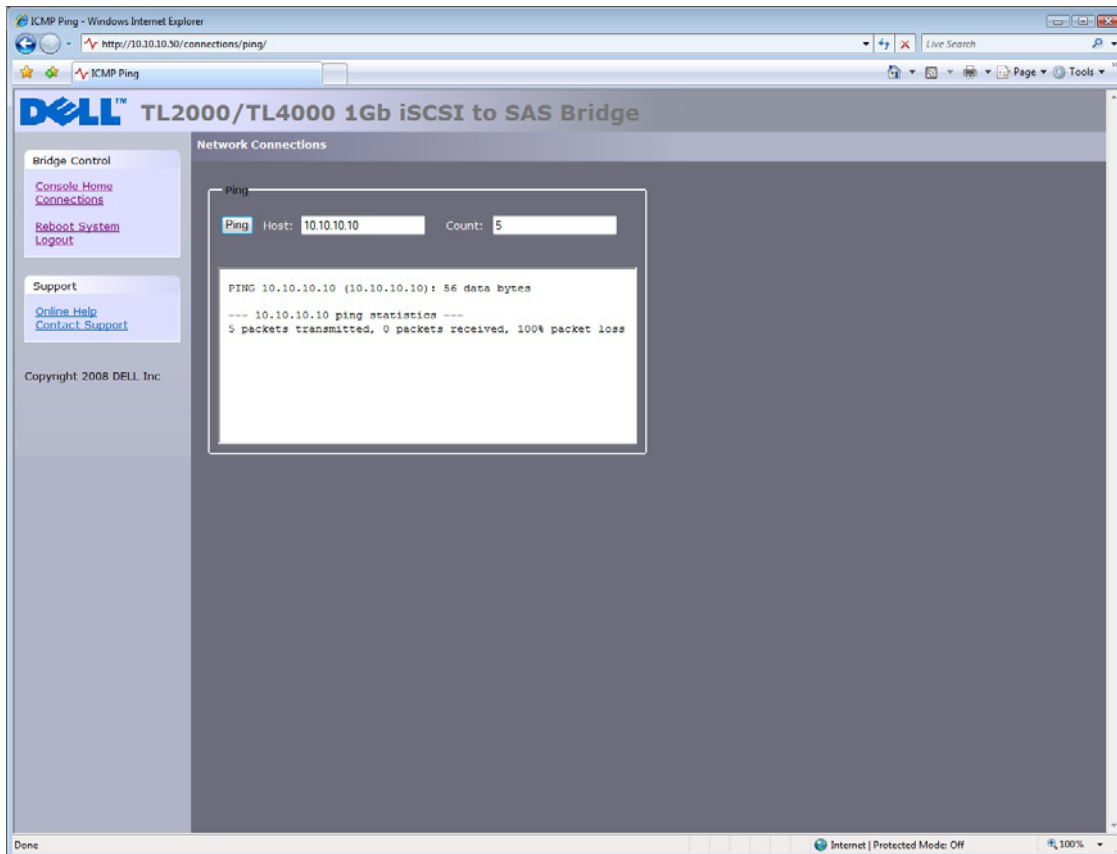 ICMP Ping - Windows Internet Explorer
http://10.10.10.50/connections/ping/
Live Search
ICMP Ping
Page
Tools
DELL™ TL2000/TL4000 1Gb iSCSI to SAS Bridge
Network Connections
Bridge Control
Console Home
Connections
Reboot System
Logout
Support
Online Help
Contact Support
Copyright 2008 DELL Inc
Ping
Ping Host: 10.10.10.10 Count: 5
PING 10.10.10.10 (10.10.10.10): 56 data bytes
--- 10.10.10.10 ping statistics ---
5 packets transmitted, 0 packets received, 100% packet loss
Done
Internet | Protected Mode: Off
100%